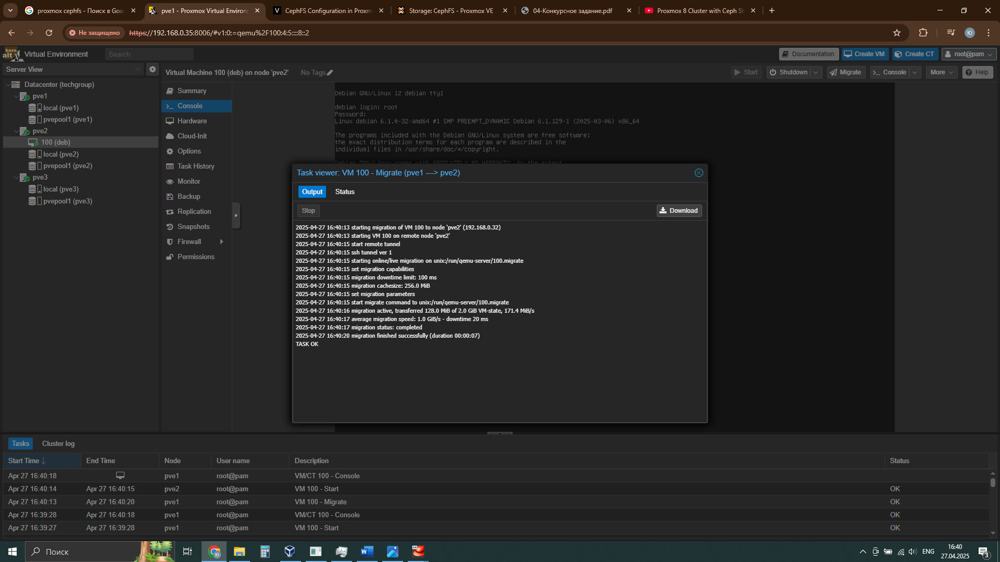 proxmox cephfs - Поиск в Goo
pve1 - Proxmox Virtual Environ
CephFS Configuration in Proxm
Storage: CephFS - Proxmox VE
04-Конкурсное задание.pdf
Proxmox 8 Cluster with Ceph St
Не защищено
https://192.168.0.35:8006/#v1:0:=qemu%2F100:4:5::::8::2
Ю
base
alt
Virtual Environment
Search
Documentation
Create VM
Create CT
root@pam
Server View
Virtual Machine 100 (deb) on node 'pve2'
No Tags
Start
Shutdown
Migrate
Console
More
Help
Datacenter (techgroup)
pve1
local (pve1)
pvepool1 (pve1)
pve2
100 (deb)
local (pve2)
pvepool1 (pve2)
pve3
local (pve3)
pvepool1 (pve3)
Summary
Console
Hardware
Cloud-Init
Options
Task History
Monitor
Backup
Replication
Snapshots
Firewall
Permissions
Debian GNU/Linux 12 debian tty1
debian login: root
Password:
Linux debian 6.1.0-32-amd64 #1 SMP PREEMPT_DYNAMIC Debian 6.1.129-1 (2025-03-06) x86_64
The programs included with the Debian GNU/Linux system are free software;
the exact distribution terms for each program are described in the
individual files in /usr/share/doc/*/copyright.
Debian GNU/Linux comes with ABSOLUTELY NO WARRANTY, to the extent
Task viewer: VM 100 - Migrate (pve1 ---> pve2)
Output
Status
Stop
Download
2025-04-27 16:40:13 starting migration of VM 100 to node 'pve2' (192.168.0.32)
2025-04-27 16:40:13 starting VM 100 on remote node 'pve2'
2025-04-27 16:40:15 start remote tunnel
2025-04-27 16:40:15 ssh tunnel ver 1
2025-04-27 16:40:15 starting online/live migration on unix:/run/qemu-server/100.migrate
2025-04-27 16:40:15 set migration capabilities
2025-04-27 16:40:15 migration downtime limit: 100 ms
2025-04-27 16:40:15 migration cachesize: 256.0 MiB
2025-04-27 16:40:15 set migration parameters
2025-04-27 16:40:15 start migrate command to unix:/run/qemu-server/100.migrate
2025-04-27 16:40:16 migration active, transferred 128.0 MiB of 2.0 GiB VM-state, 171.4 MiB/s
2025-04-27 16:40:17 average migration speed: 1.0 GiB/s - downtime 20 ms
2025-04-27 16:40:17 migration status: completed
2025-04-27 16:40:20 migration finished successfully (duration 00:00:07)
TASK OK
Tasks
Cluster log
Start Time End Time Node User name Description Status
Apr 27 16:40:18 pve1 root@pam VM/CT 100 - Console
Apr 27 16:40:14 Apr 27 16:40:15 pve2 root@pam VM 100 - Start OK
Apr 27 16:40:13 Apr 27 16:40:20 pve1 root@pam VM 100 - Migrate OK
Apr 27 16:39:28 Apr 27 16:40:18 pve1 root@pam VM/CT 100 - Console OK
Apr 27 16:39:27 Apr 27 16:39:28 pve1 root@pam VM 100 - Start OK
Поиск
ENG
16:40
27.04.2025
3